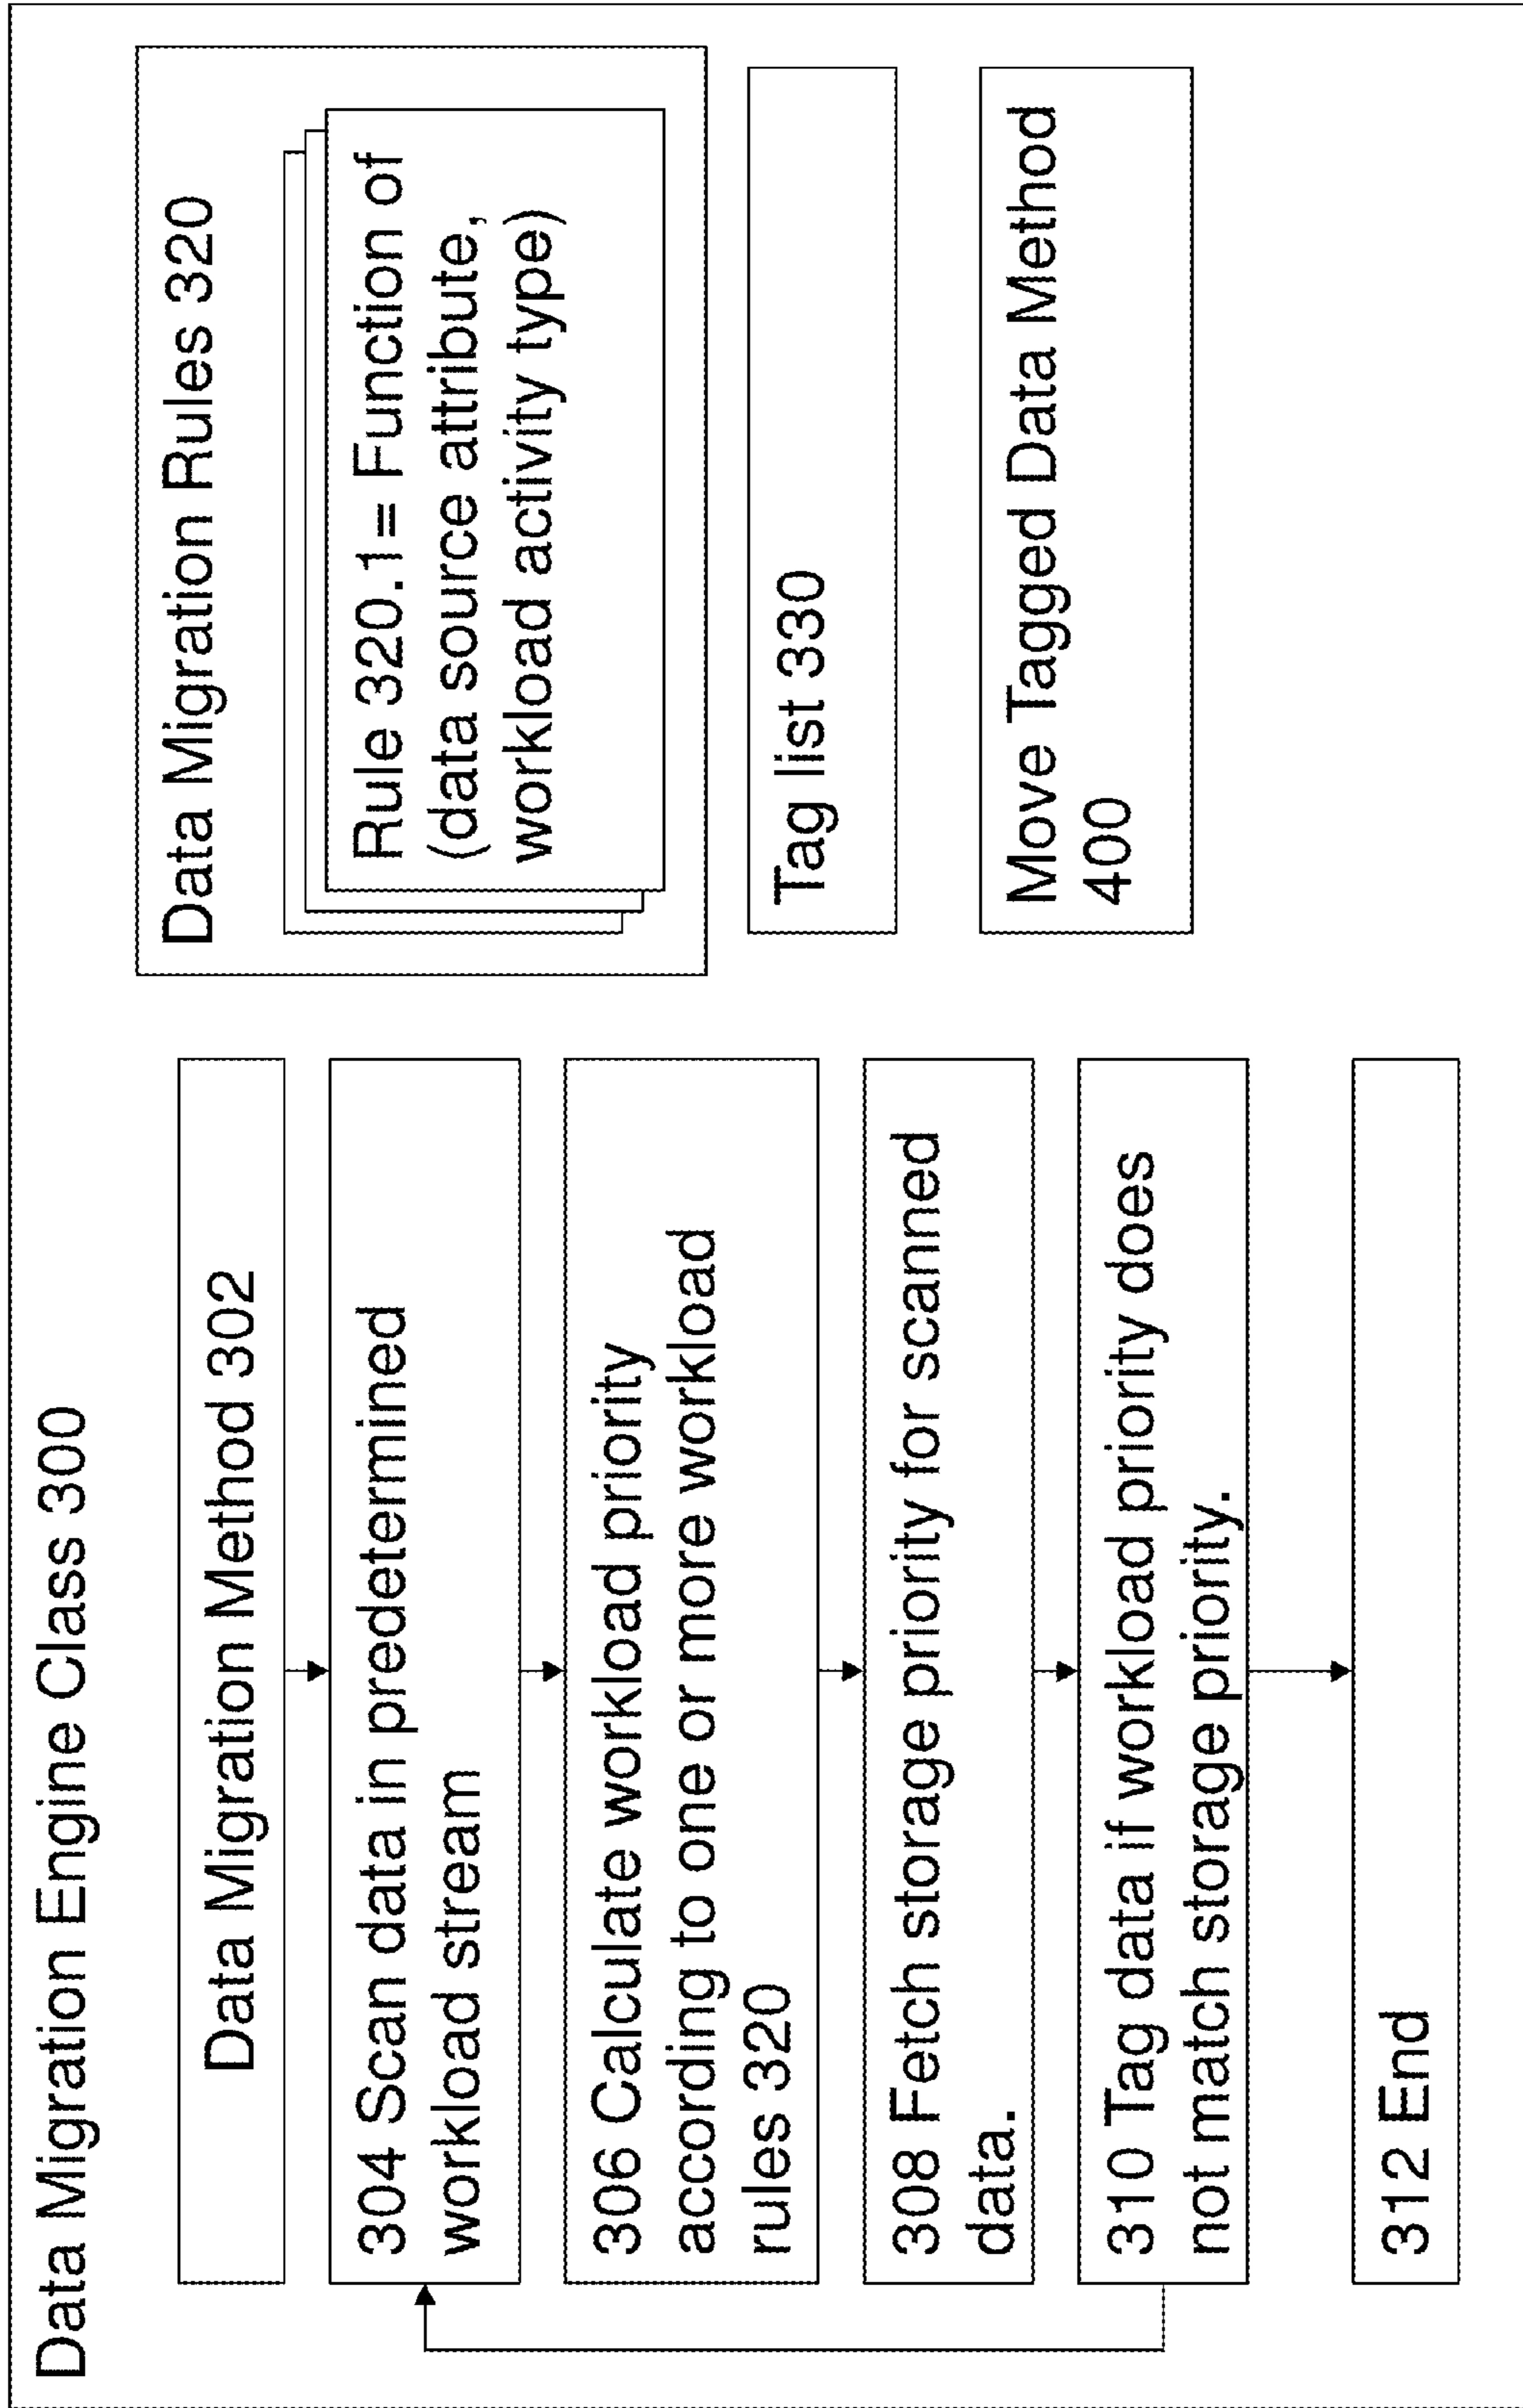 Data Migration Engine Class 300
Data Migration Method 302
304 Scan data in predetermined
workload stream
306 Calculate workload priority
according to one or more workload
rules 320
308 Fetch storage priority for scanned
data.
310 Tag data if workload priority does
not match storage priority.
312 End
Data Migration Rules 320
Rule 320.1= Function of
(data source attribute,
workload activity type)
Tag list 330
Move Tagged Data Method
400